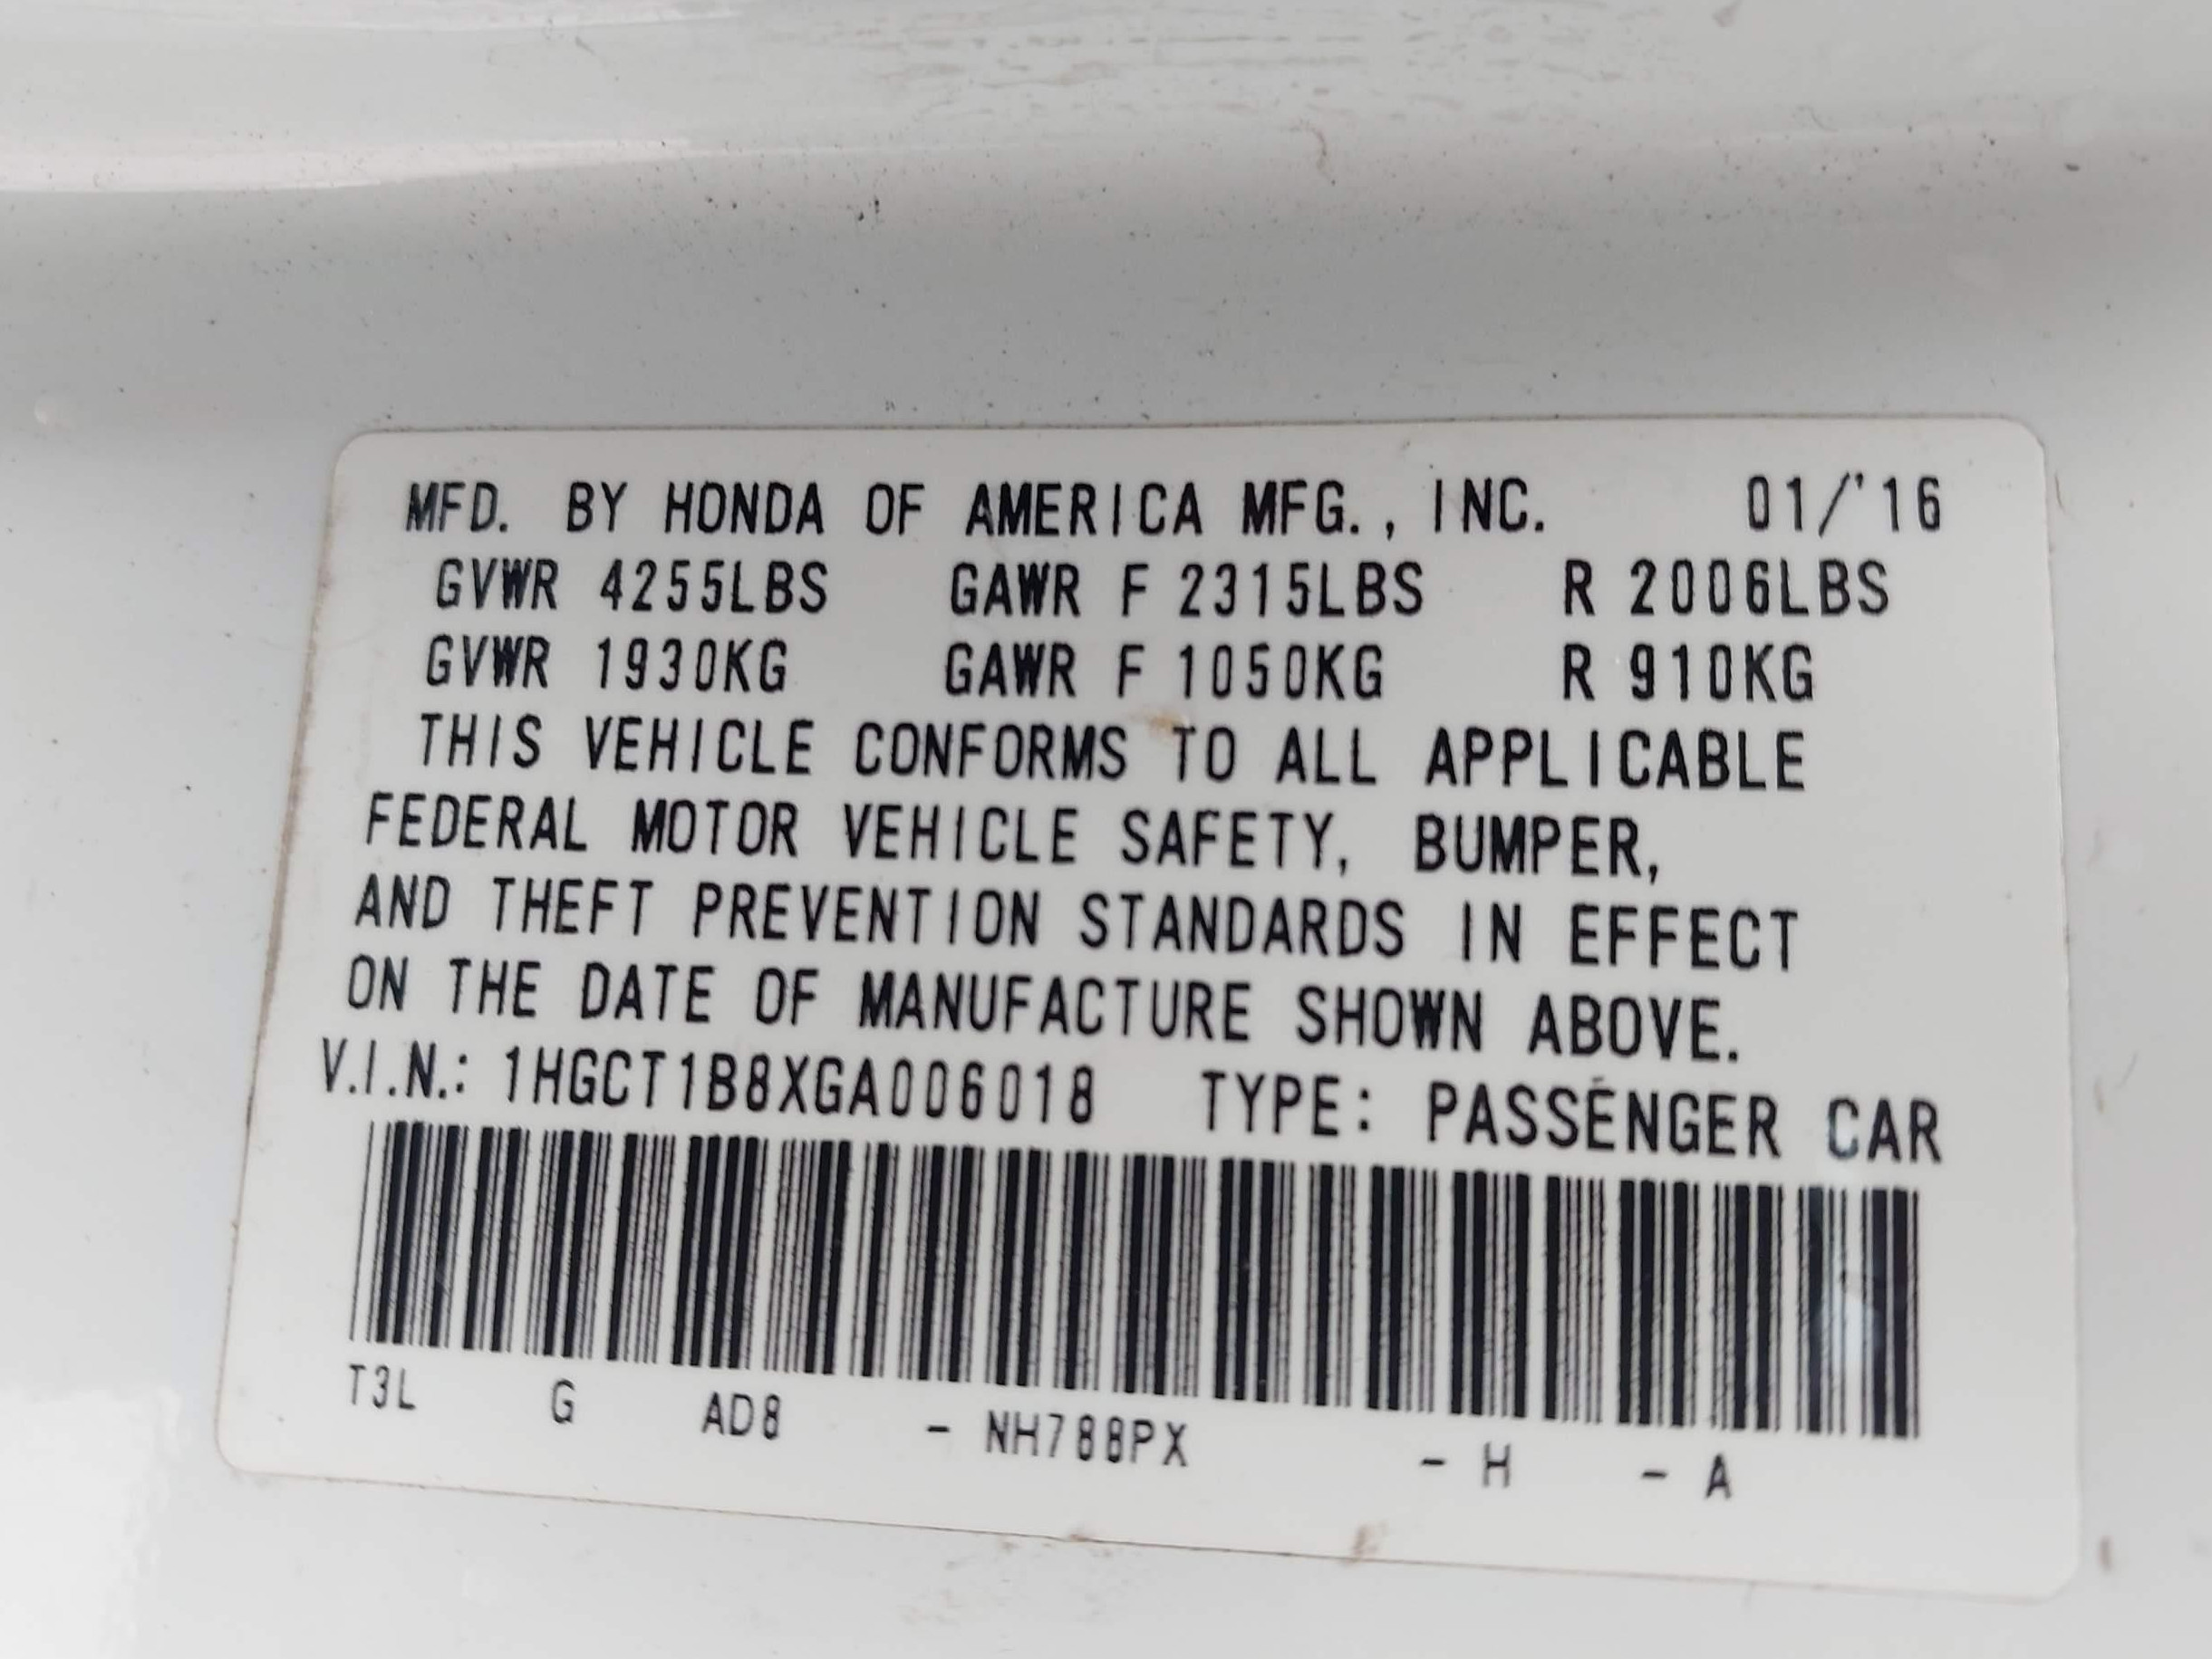 MFD. BY HONDA OF AMERICA MFG., INC. 01/'16
GVWR 4255LBS GAWR F 2315LBS R 2006LBS
GVWR 1930KG GAWR F 1050KG R 910KG
THIS VEHICLE CONFORMS TO ALL APPLICABLE
FEDERAL MOTOR VEHICLE SAFETY, BUMPER,
AND THEFT PREVENTION STANDARDS IN EFFECT
ON THE DATE OF MANUFACTURE SHOWN ABOVE.
V.I.N.: 1HGCT1B8XGA006018 TYPE: PASSENGER CAR
T3L G AD8 - NH788PX - H - A